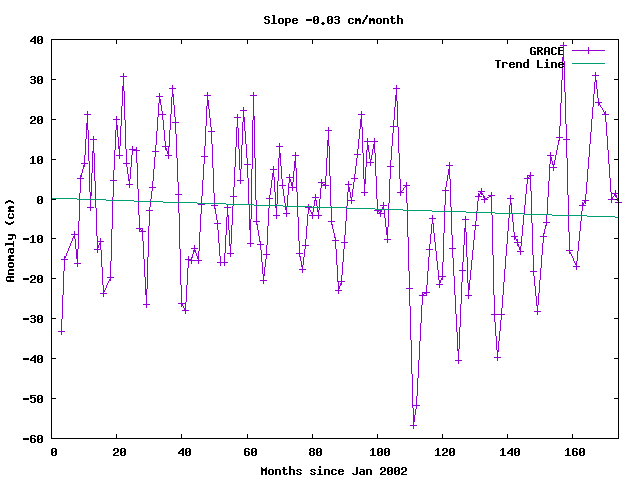 Slope -0.03 cm/month
GRACE
Trend Line
Anomaly (cm)
40
30
20
10
0
-10
-20
-30
-40
-50
-60
0 20 40 60 80 100 120 140 160
Months since Jan 2002